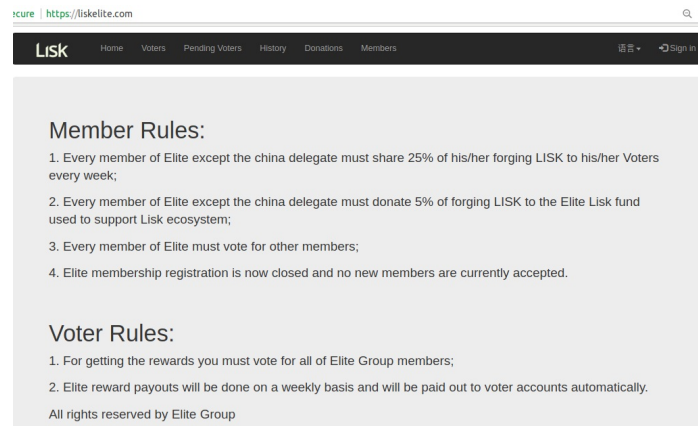 ecure | https://liskelite.com
Lısk Home Voters Pending Voters History Donations Members 语言 Sign in
Member Rules:
1. Every member of Elite except the china delegate must share 25% of his/her forging LISK to his/her Voters
every week;
2. Every member of Elite except the china delegate must donate 5% of forging LISK to the Elite Lisk fund
used to support Lisk ecosystem;
3. Every member of Elite must vote for other members;
4. Elite membership registration is now closed and no new members are currently accepted.
Voter Rules:
1. For getting the rewards you must vote for all of Elite Group members;
2. Elite reward payouts will be done on a weekly basis and will be paid out to voter accounts automatically.
All rights reserved by Elite Group